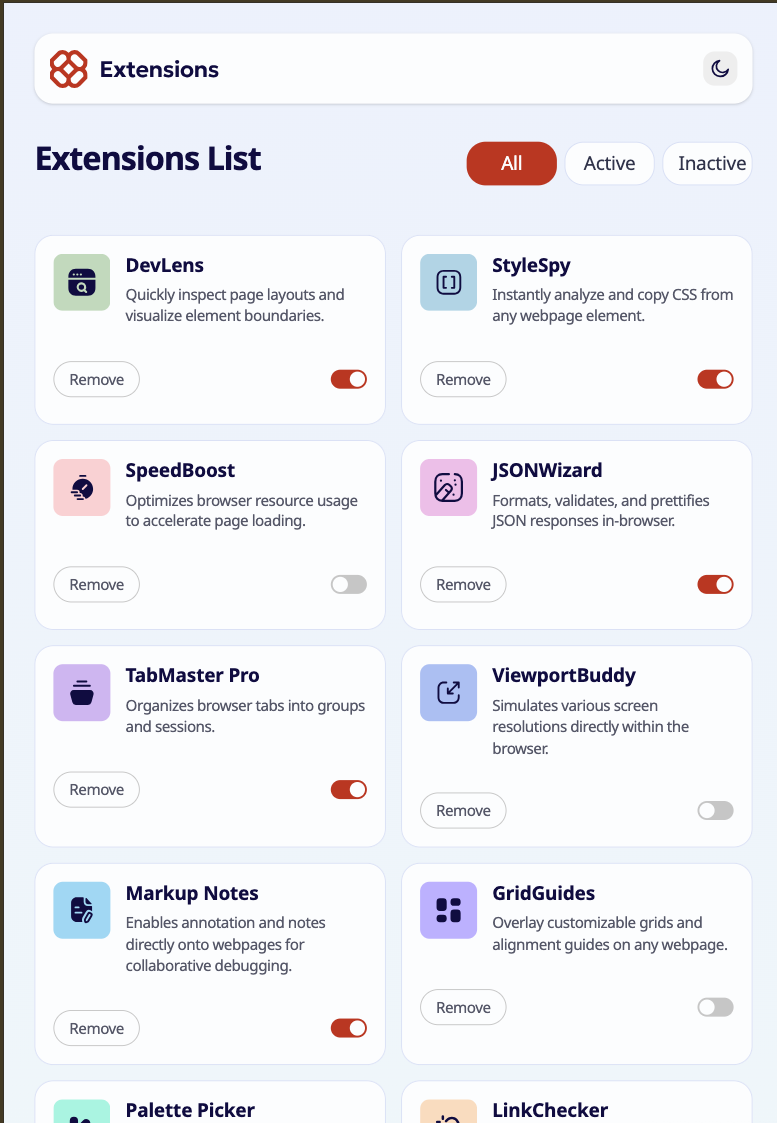 Extensions
Extensions List
All
Active
Inactive
DevLens
Quickly inspect page layouts and
visualize element boundaries.
Remove
StyleSpy
Instantly analyze and copy CSS from
any webpage element.
Remove
SpeedBoost
Optimizes browser resource usage
to accelerate page loading.
Remove
JSONWizard
Formats, validates, and prettifies
JSON responses in-browser.
Remove
TabMaster Pro
Organizes browser tabs into groups
and sessions.
Remove
ViewportBuddy
Simulates various screen
resolutions directly within the
browser.
Remove
Markup Notes
Enables annotation and notes
directly onto webpages for
collaborative debugging.
Remove
GridGuides
Overlay customizable grids and
alignment guides on any webpage.
Remove
Palette Picker
LinkChecker